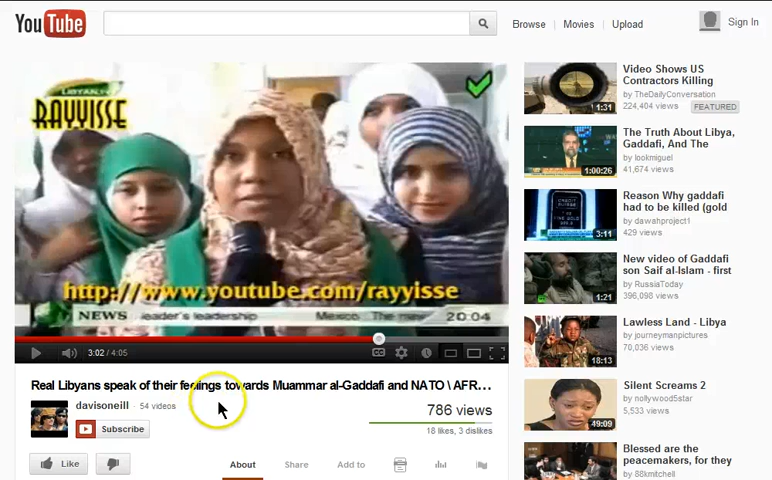 YouTube
Browse | Movies | Upload
Sign In
LIBYAN TV
RAYYISSE
http://www.youtube.com/rayyisse
NEWS leader's leadership Mexico The
20:04
3:02 / 4:05
CC
Real Libyans speak of their feelings towards Muammar al-Gaddafi and NATO \ AFR...
davisoneill 54 videos
Subscribe
786 views
18 likes, 3 dislikes
Like
About Share Add to
Video Shows US
Contractors Killing
by TheDailyConversation
224,404 views FEATURED
1:31
The Truth About Libya,
Gaddafi, And The
by lookmiguel
41,674 views
1:00:26
Reason Why gaddafi
had to be killed (gold
by dawahproject1
429 views
3:11
New video of Gaddafi
son Saif al-Islam - first
by RussiaToday
396,098 views
1:21
Lawless Land - Libya
by journeymanpictures
70,036 views
18:13
Silent Screams 2
by nollywood5star
5,533 views
49:09
Blessed are the
peacemakers, for they
by 88kmitchell